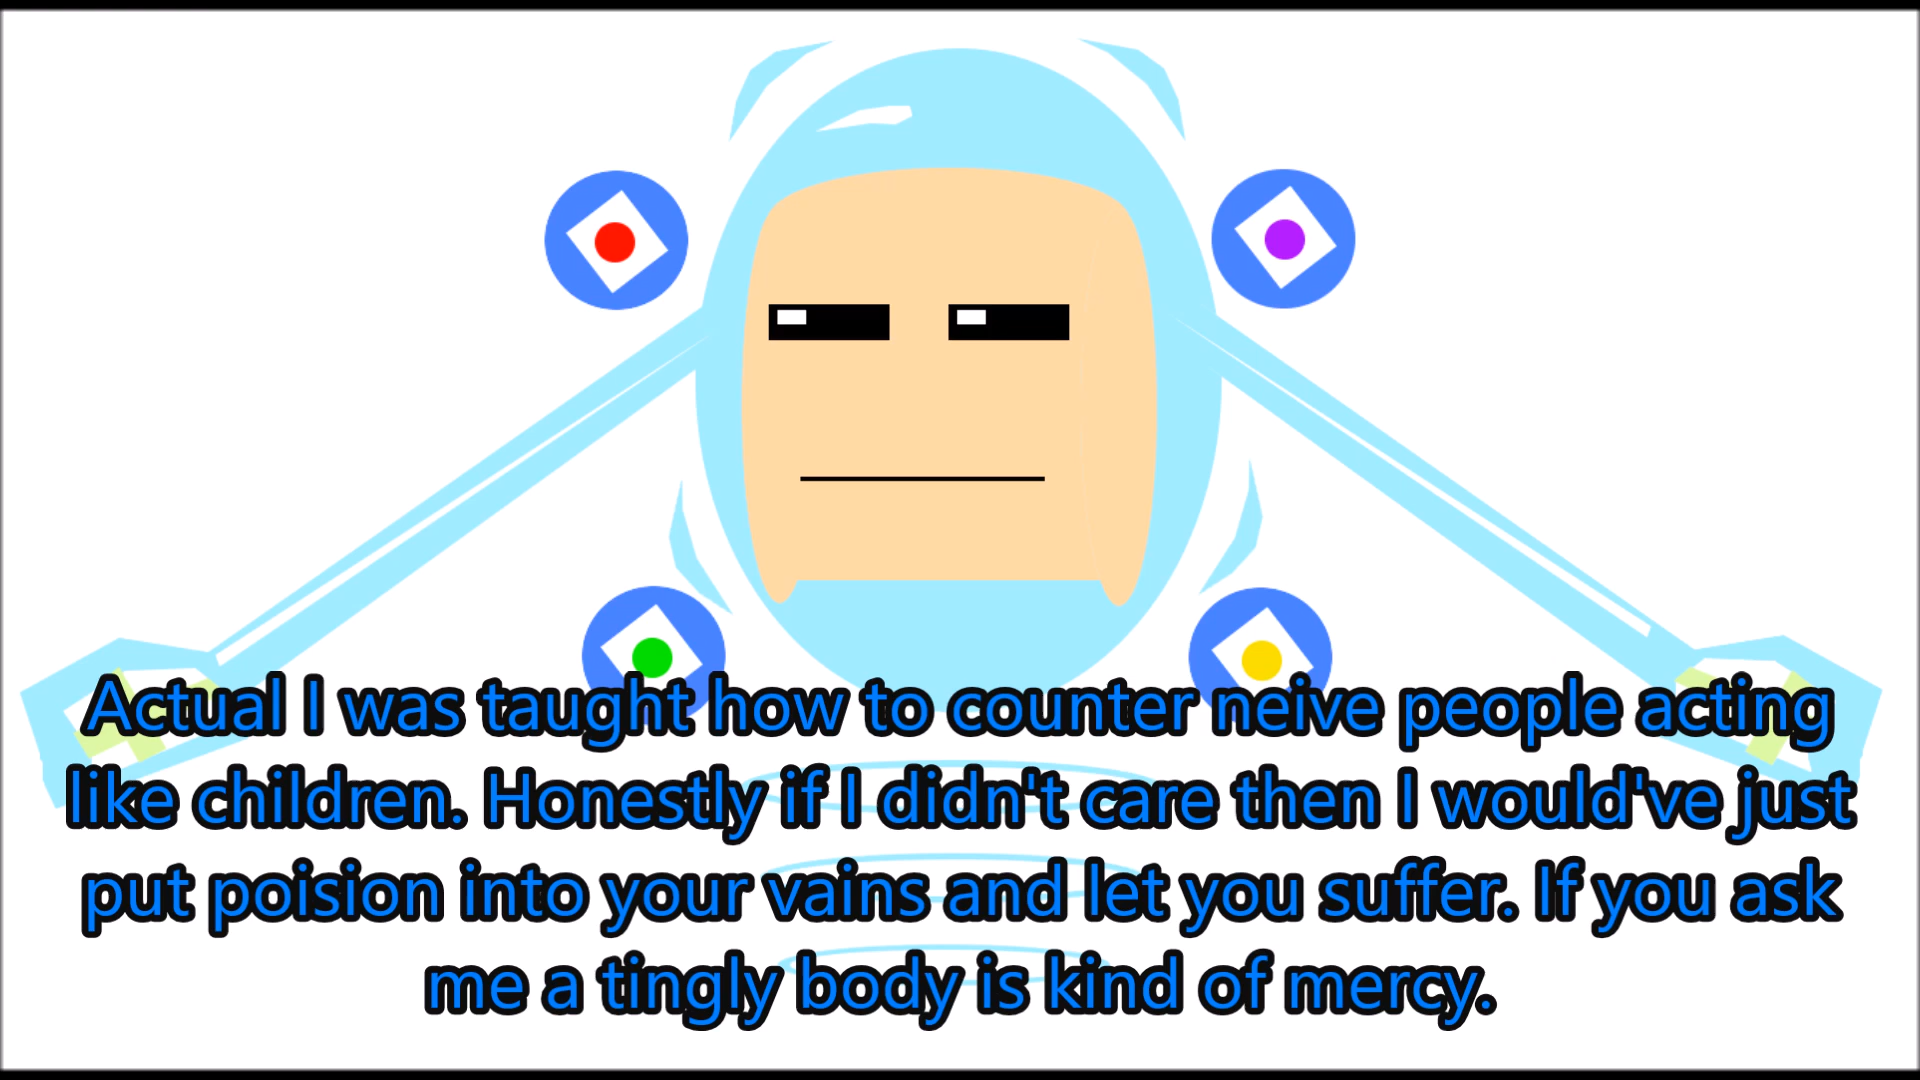 Actual I was taught how to counter neive people acting
like children. Honestly if I didn't care then I would've just
put poision into your vains and let you suffer. If you ask
me a tingly body is kind of mercy.